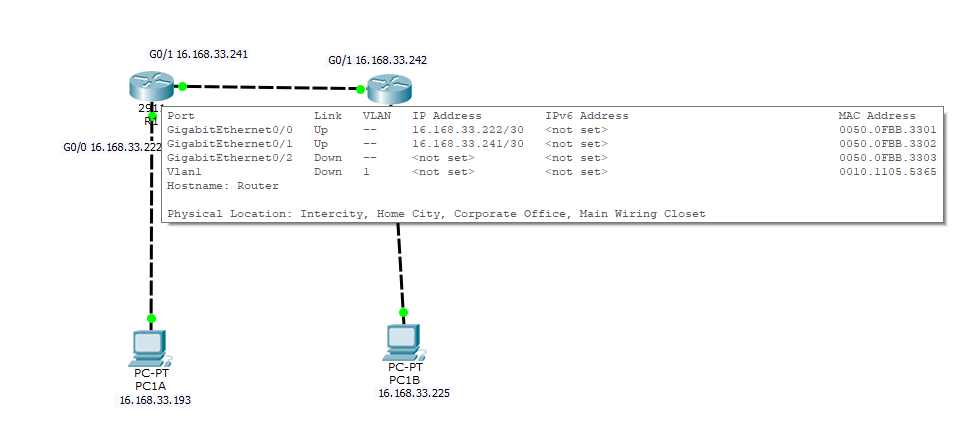 G0/1 16.168.33.241
G0/1 16.168.33.242
291
R1
G0/0 16.168.33.222
Port Link VLAN IP Address IPv6 Address MAC Address
GigabitEthernet0/0 Up -- 16.168.33.222/30 <not set> 0050.0FBB.3301
GigabitEthernet0/1 Up -- 16.168.33.241/30 <not set> 0050.0FBB.3302
GigabitEthernet0/2 Down -- <not set> <not set> 0050.0FBB.3303
Vlan1 Down 1 <not set> <not set> 0010.1105.5365
Hostname: Router
Physical Location: Intercity, Home City, Corporate Office, Main Wiring Closet
PC-PT
PC1A
16.168.33.193
PC-PT
PC1B
16.168.33.225